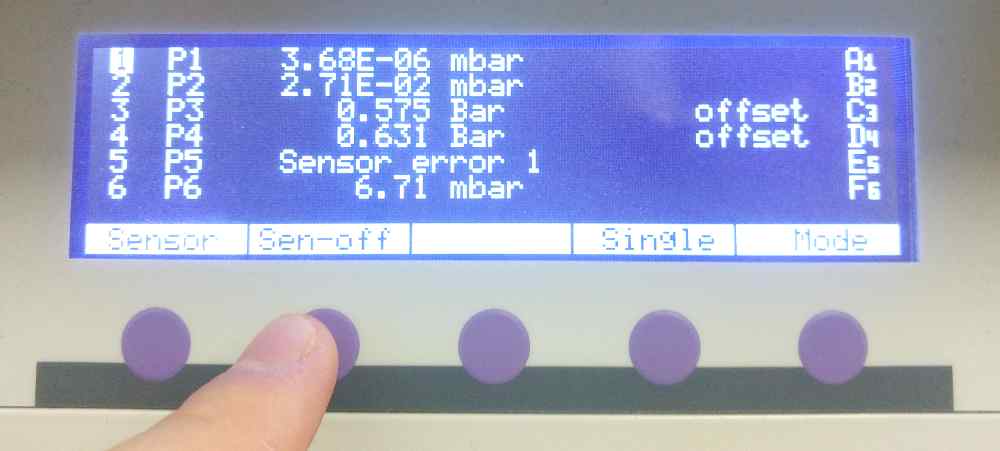 1 P1 3.68E-06 mbar A1
2 P2 2.71E-02 mbar B2
3 P3 0.575 Bar offset C3
4 P4 0.631 Bar offset D4
5 P5 Sensor error 1 E5
6 P6 6.71 mbar F6
Sensor Sen-off Single Mode